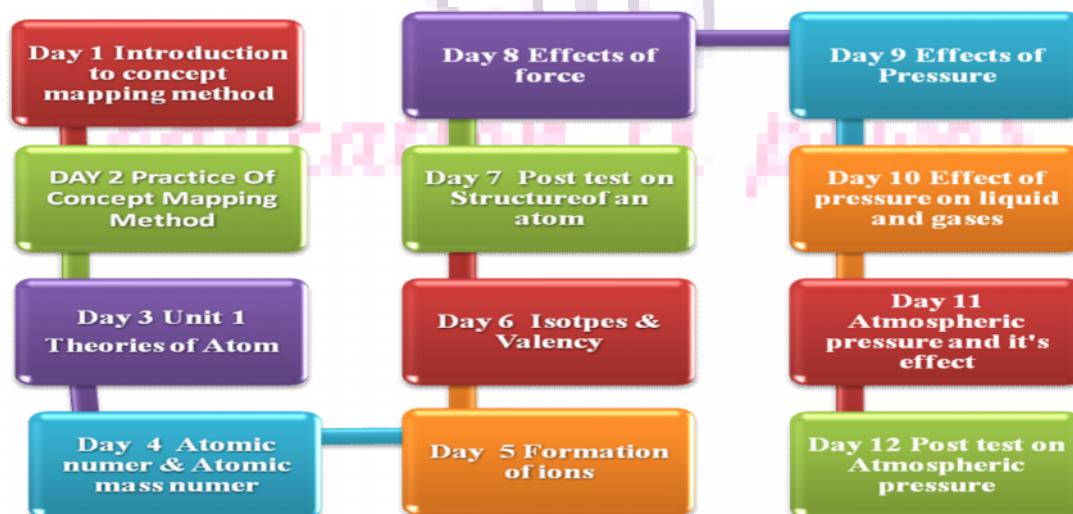 Day 1 Introduction
to concept
mapping method
DAY 2 Practice Of
Concept Mapping
Method
Day 3 Unit 1
Theories of Atom
Day 4 Atomic
numer & Atomic
mass numer
Day 5 Formation
of ions
Day 6 Isotpes &
Valency
Day 7 Post test on
Structureof an
atom
Day 8 Effects of
force
Day 9 Effects of
Pressure
Day 10 Effect of
pressure on liquid
and gases
Day 11
Atmospheric
pressure and it's
effect
Day 12 Post test on
Atmospheric
pressure